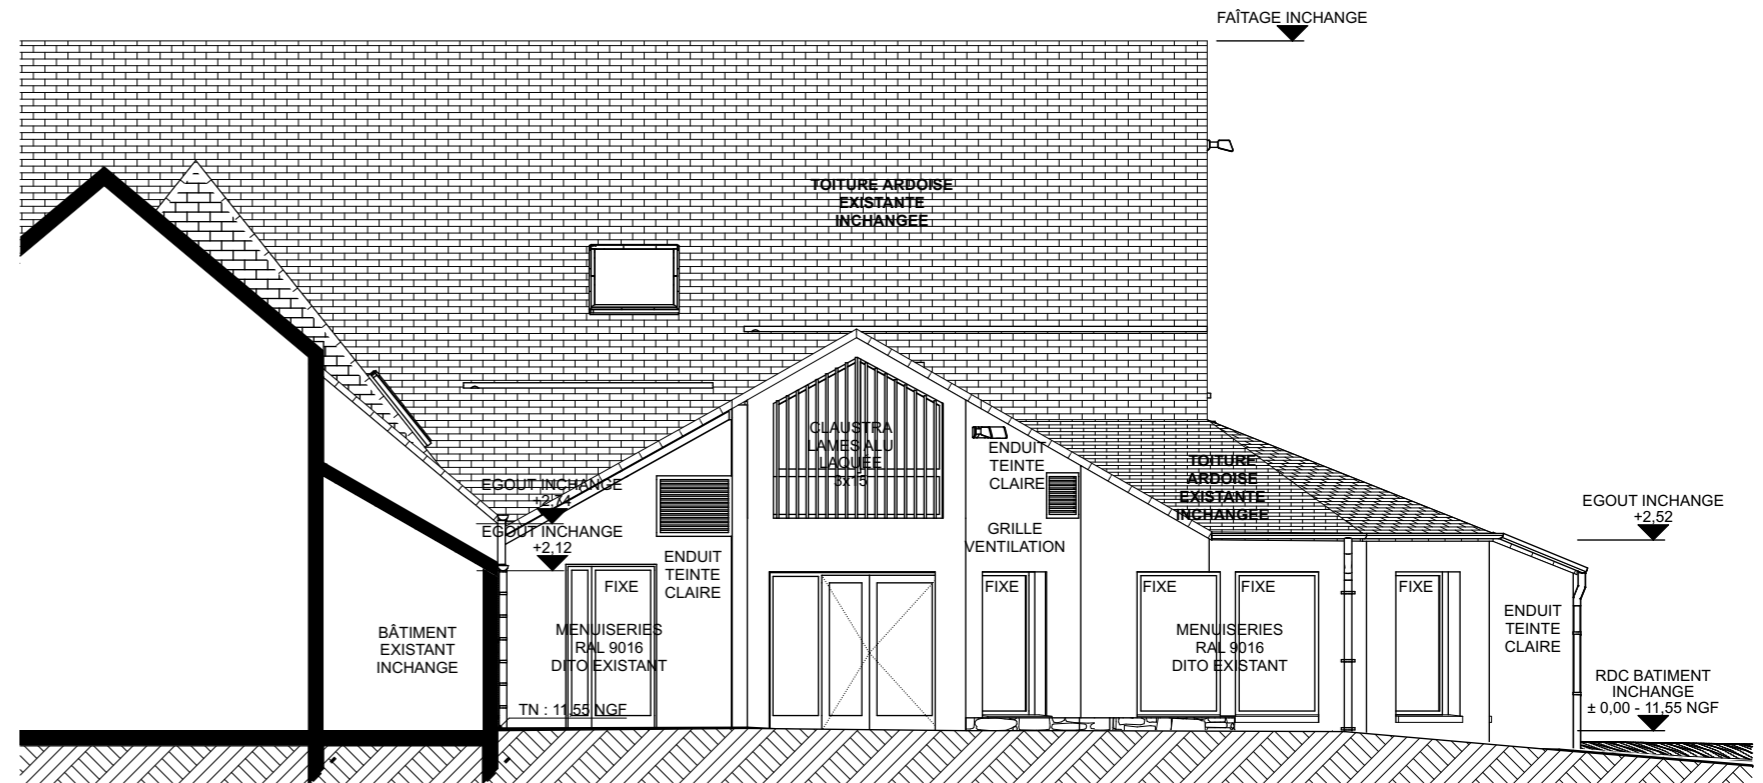 FAÎTAGE INCHANGE
TOITURE ARDOISE
EXISTANTE
INCHANGEE
CLAUSTRA
LAMES ALU
LAQUÉE
3x15
ENDUIT
TEINTE
CLAIRE
TOITURE
ARDOISE
EXISTANTE
INCHANGEE
EGOUT INCHANGE
+2,74
EGOUT INCHANGE
+2,12
EGOUT INCHANGE
+2,52
GRILLE
VENTILATION
ENDUIT
TEINTE
CLAIRE
FIXE
FIXE
FIXE
FIXE
FIXE
ENDUIT
TEINTE
CLAIRE
BÂTIMENT
EXISTANT
INCHANGE
MENUISERIES
RAL 9016
DITO EXISTANT
MENUISERIES
RAL 9016
DITO EXISTANT
TN : 11,55 NGF
RDC BATIMENT
INCHANGE
± 0,00 - 11,55 NGF